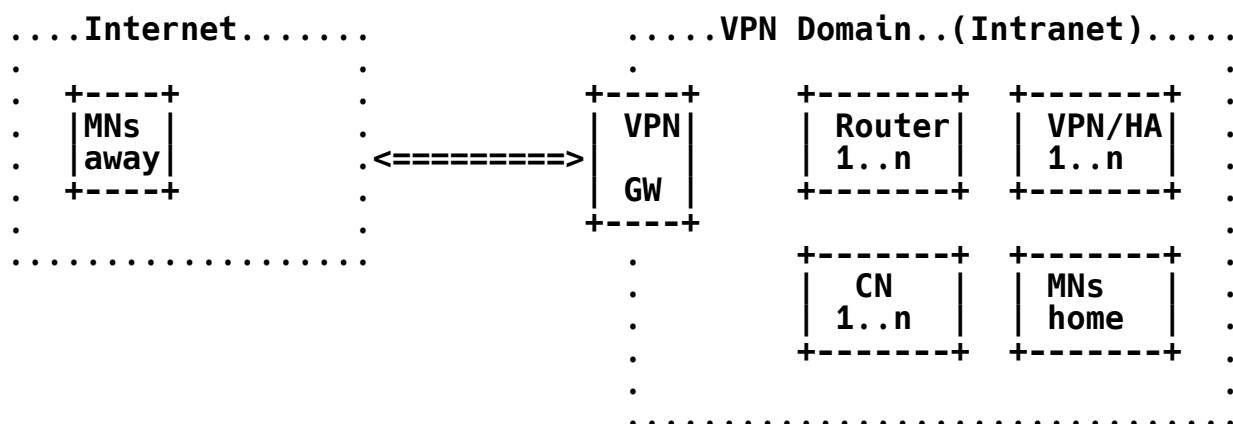 ....Internet....... .....VPN Domain..(Intranet).....
. . . .
. +----+ . +----+ +-------+ +-------+ .
. |MNs | . | VPN| | Router| | VPN/HA| .
. |away| .<=========>| | | 1..n | | 1..n | .
. +----+ . | GW | +-------+ +-------+ .
. . +----+ .
................... . +-------+ +-------+ .
. | CN | | MNs | .
. | 1..n | | home | .
. +-------+ +-------+ .
. .
................................